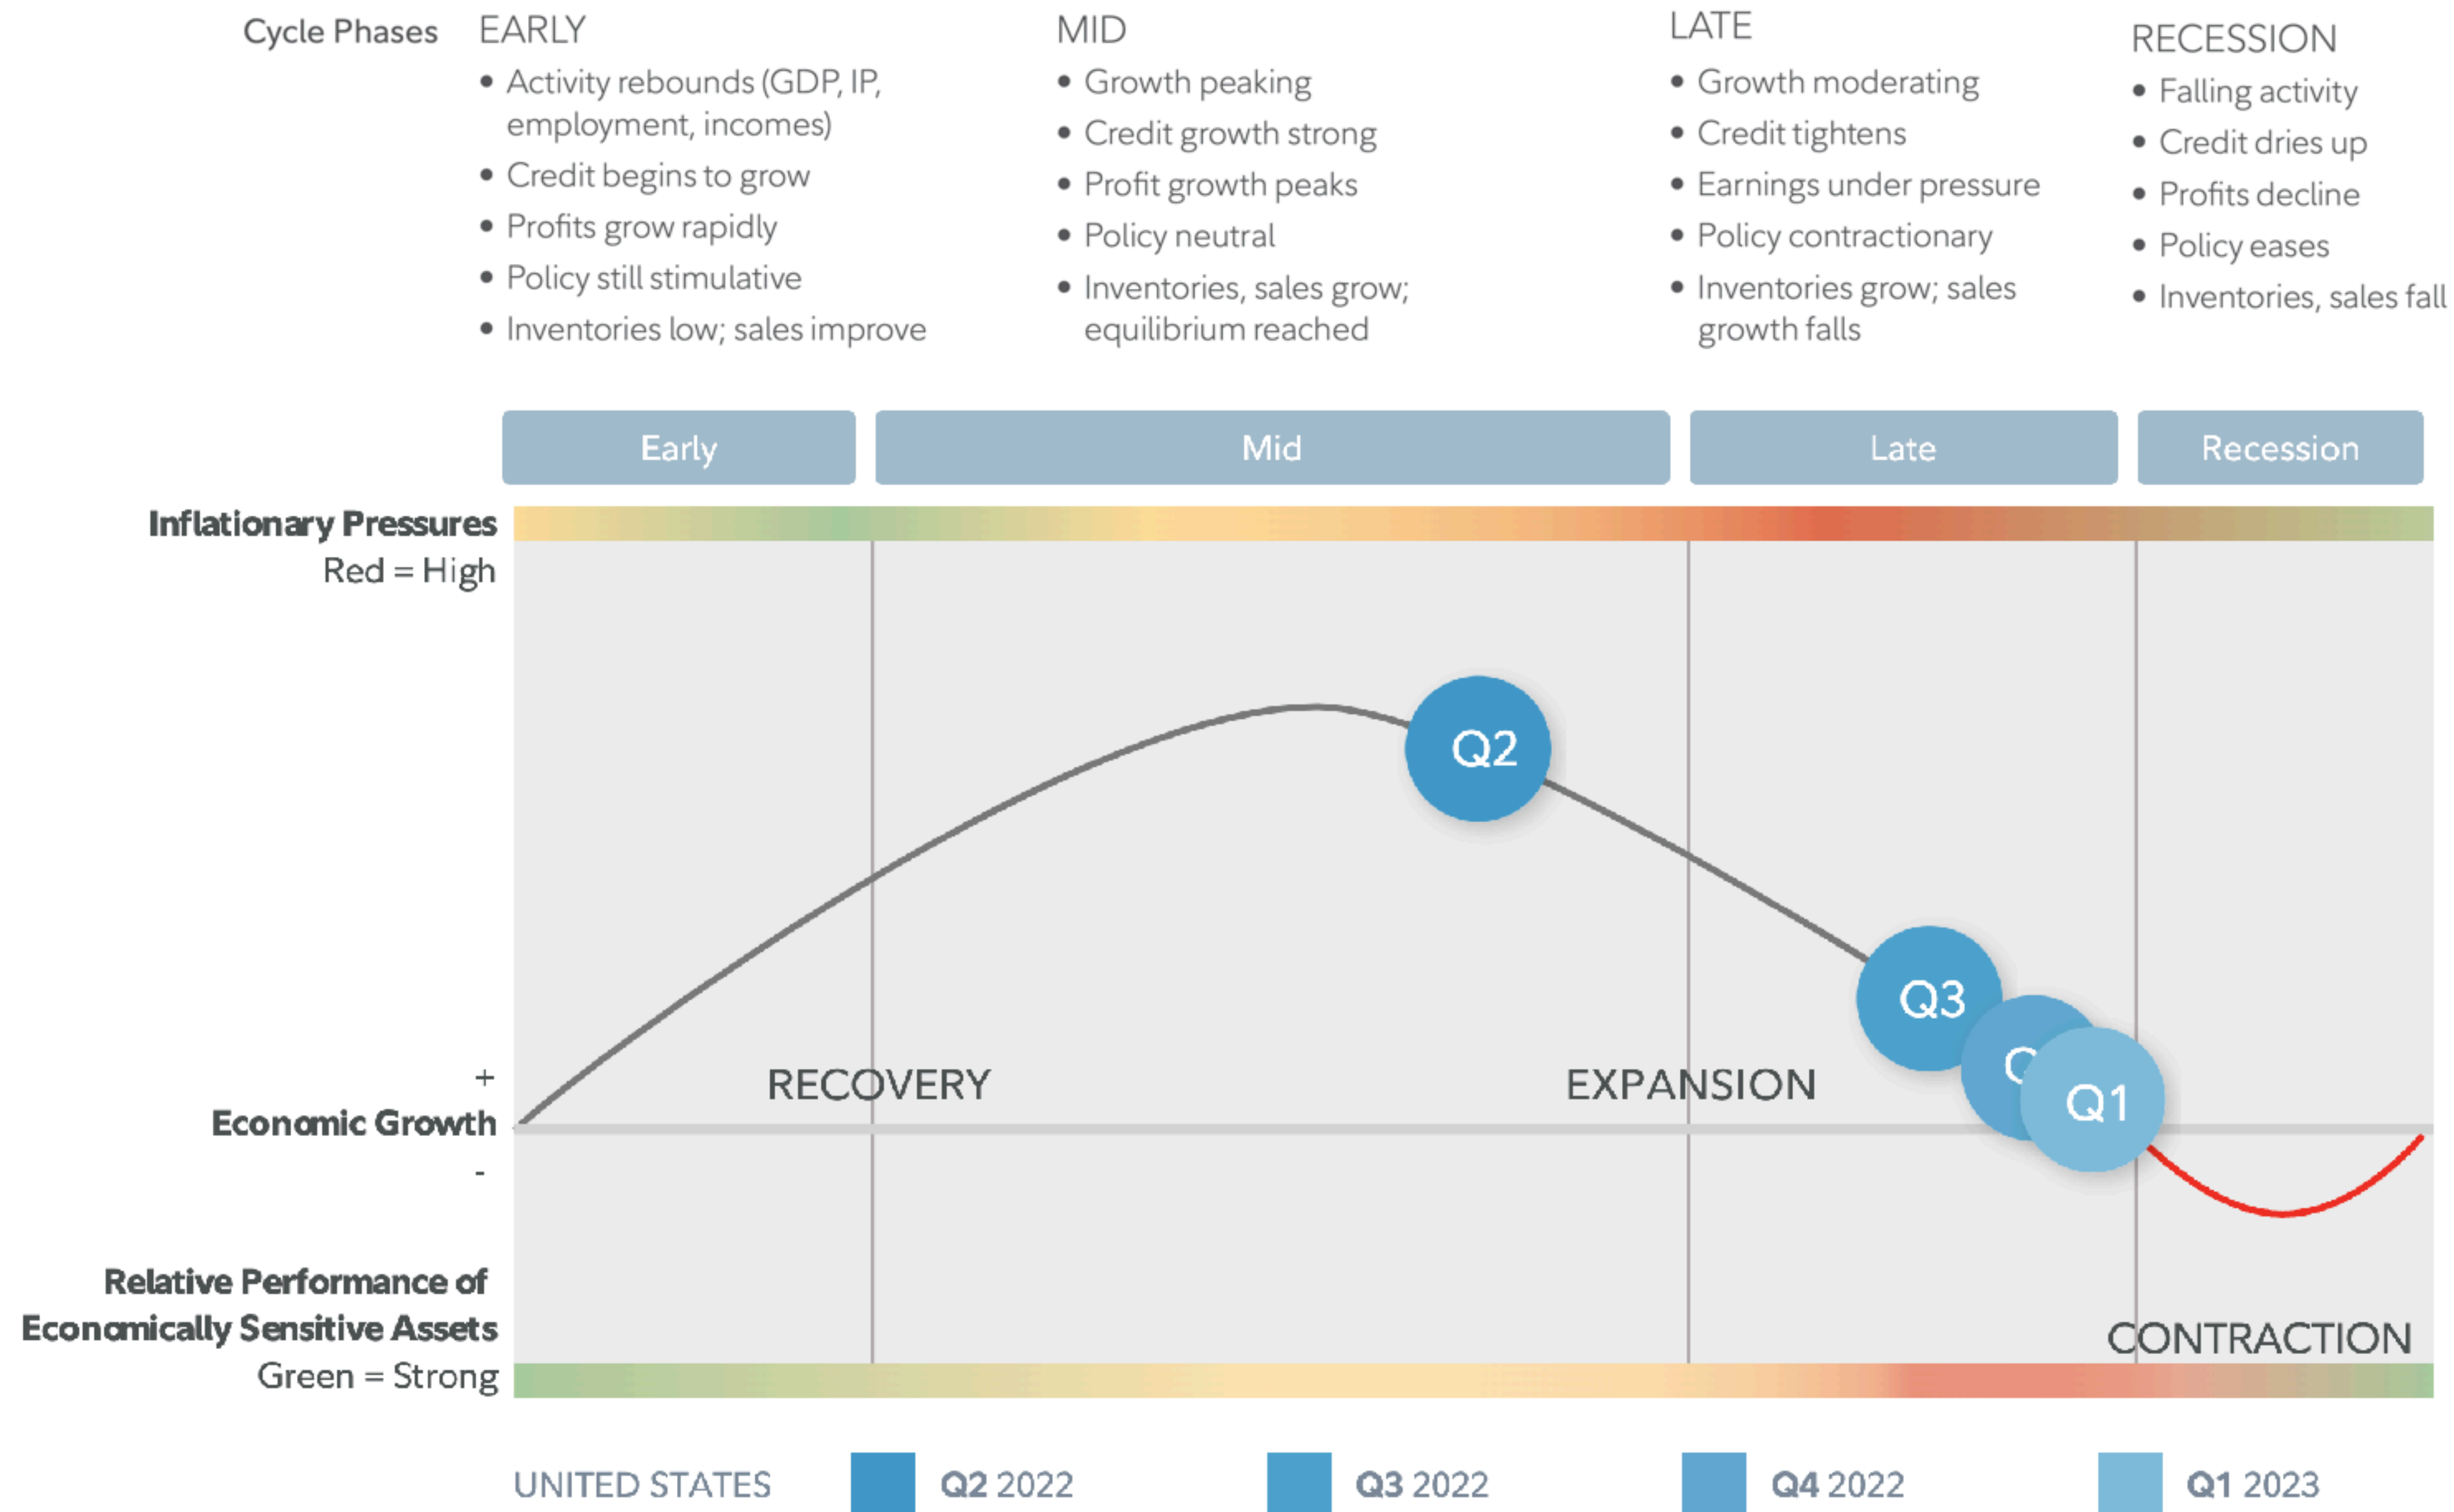 Cycle Phases
EARLY
• Activity rebounds (GDP, IP,
employment, incomes)
• Credit begins to grow
• Profits grow rapidly
• Policy still stimulative
• Inventories low; sales improve
MID
• Growth peaking
• Credit growth strong
• Profit growth peaks
• Policy neutral
• Inventories, sales grow;
equilibrium reached
LATE
• Growth moderating
• Credit tightens
• Earnings under pressure
• Policy contractionary
• Inventories grow; sales
growth falls
RECESSION
• Falling activity
• Credit dries up
• Profits decline
• Policy eases
• Inventories, sales fall
Early
Mid
Late
Recession
Inflationary Pressures
Red = High
Q2
Q3
Q1
RECOVERY
EXPANSION
+
Economic Growth
-
Relative Performance of
Economically Sensitive Assets
Green = Strong
CONTRACTION
UNITED STATES
Q2 2022
Q3 2022
Q4 2022
Q1 2023